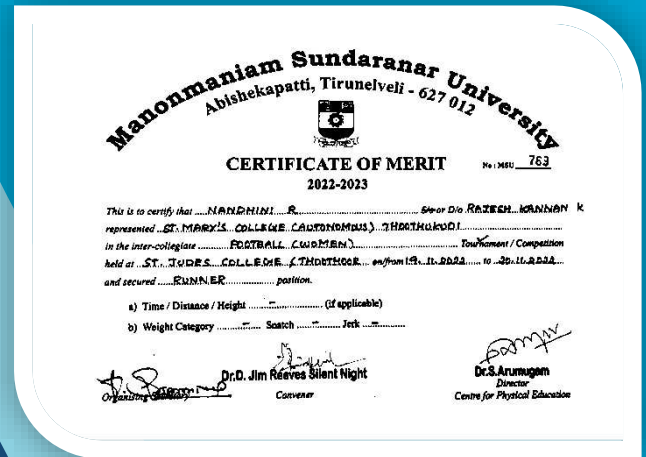 Manonmaniam Sundaranar University
Abishekapatti, Tirunelveli - 627 012
CERTIFICATE OF MERIT
No : MSU 763
2022-2023
This is to certify that NANDHINI R S/o or D/o RAJESH KANNAN K
represented ST. MARY'S COLLEGE (AUTONOMOUS) THOOTHUKUDI
in the inter-collegiate FOOTBALL (WOMEN) Tournament / Competition
held at ST. JUDES COLLEGE (THOOTHOOR on/from 19.11.2022 to 20.11.2022
and secured RUNNER position.
a) Time / Distance / Height - (if applicable)
b) Weight Category - Snatch - Jerk -
Dr.D. Jim Reeves Silent Night
Dr.S.Arumugam
Organising Secretary
Convener
Director
Centre for Physical Education